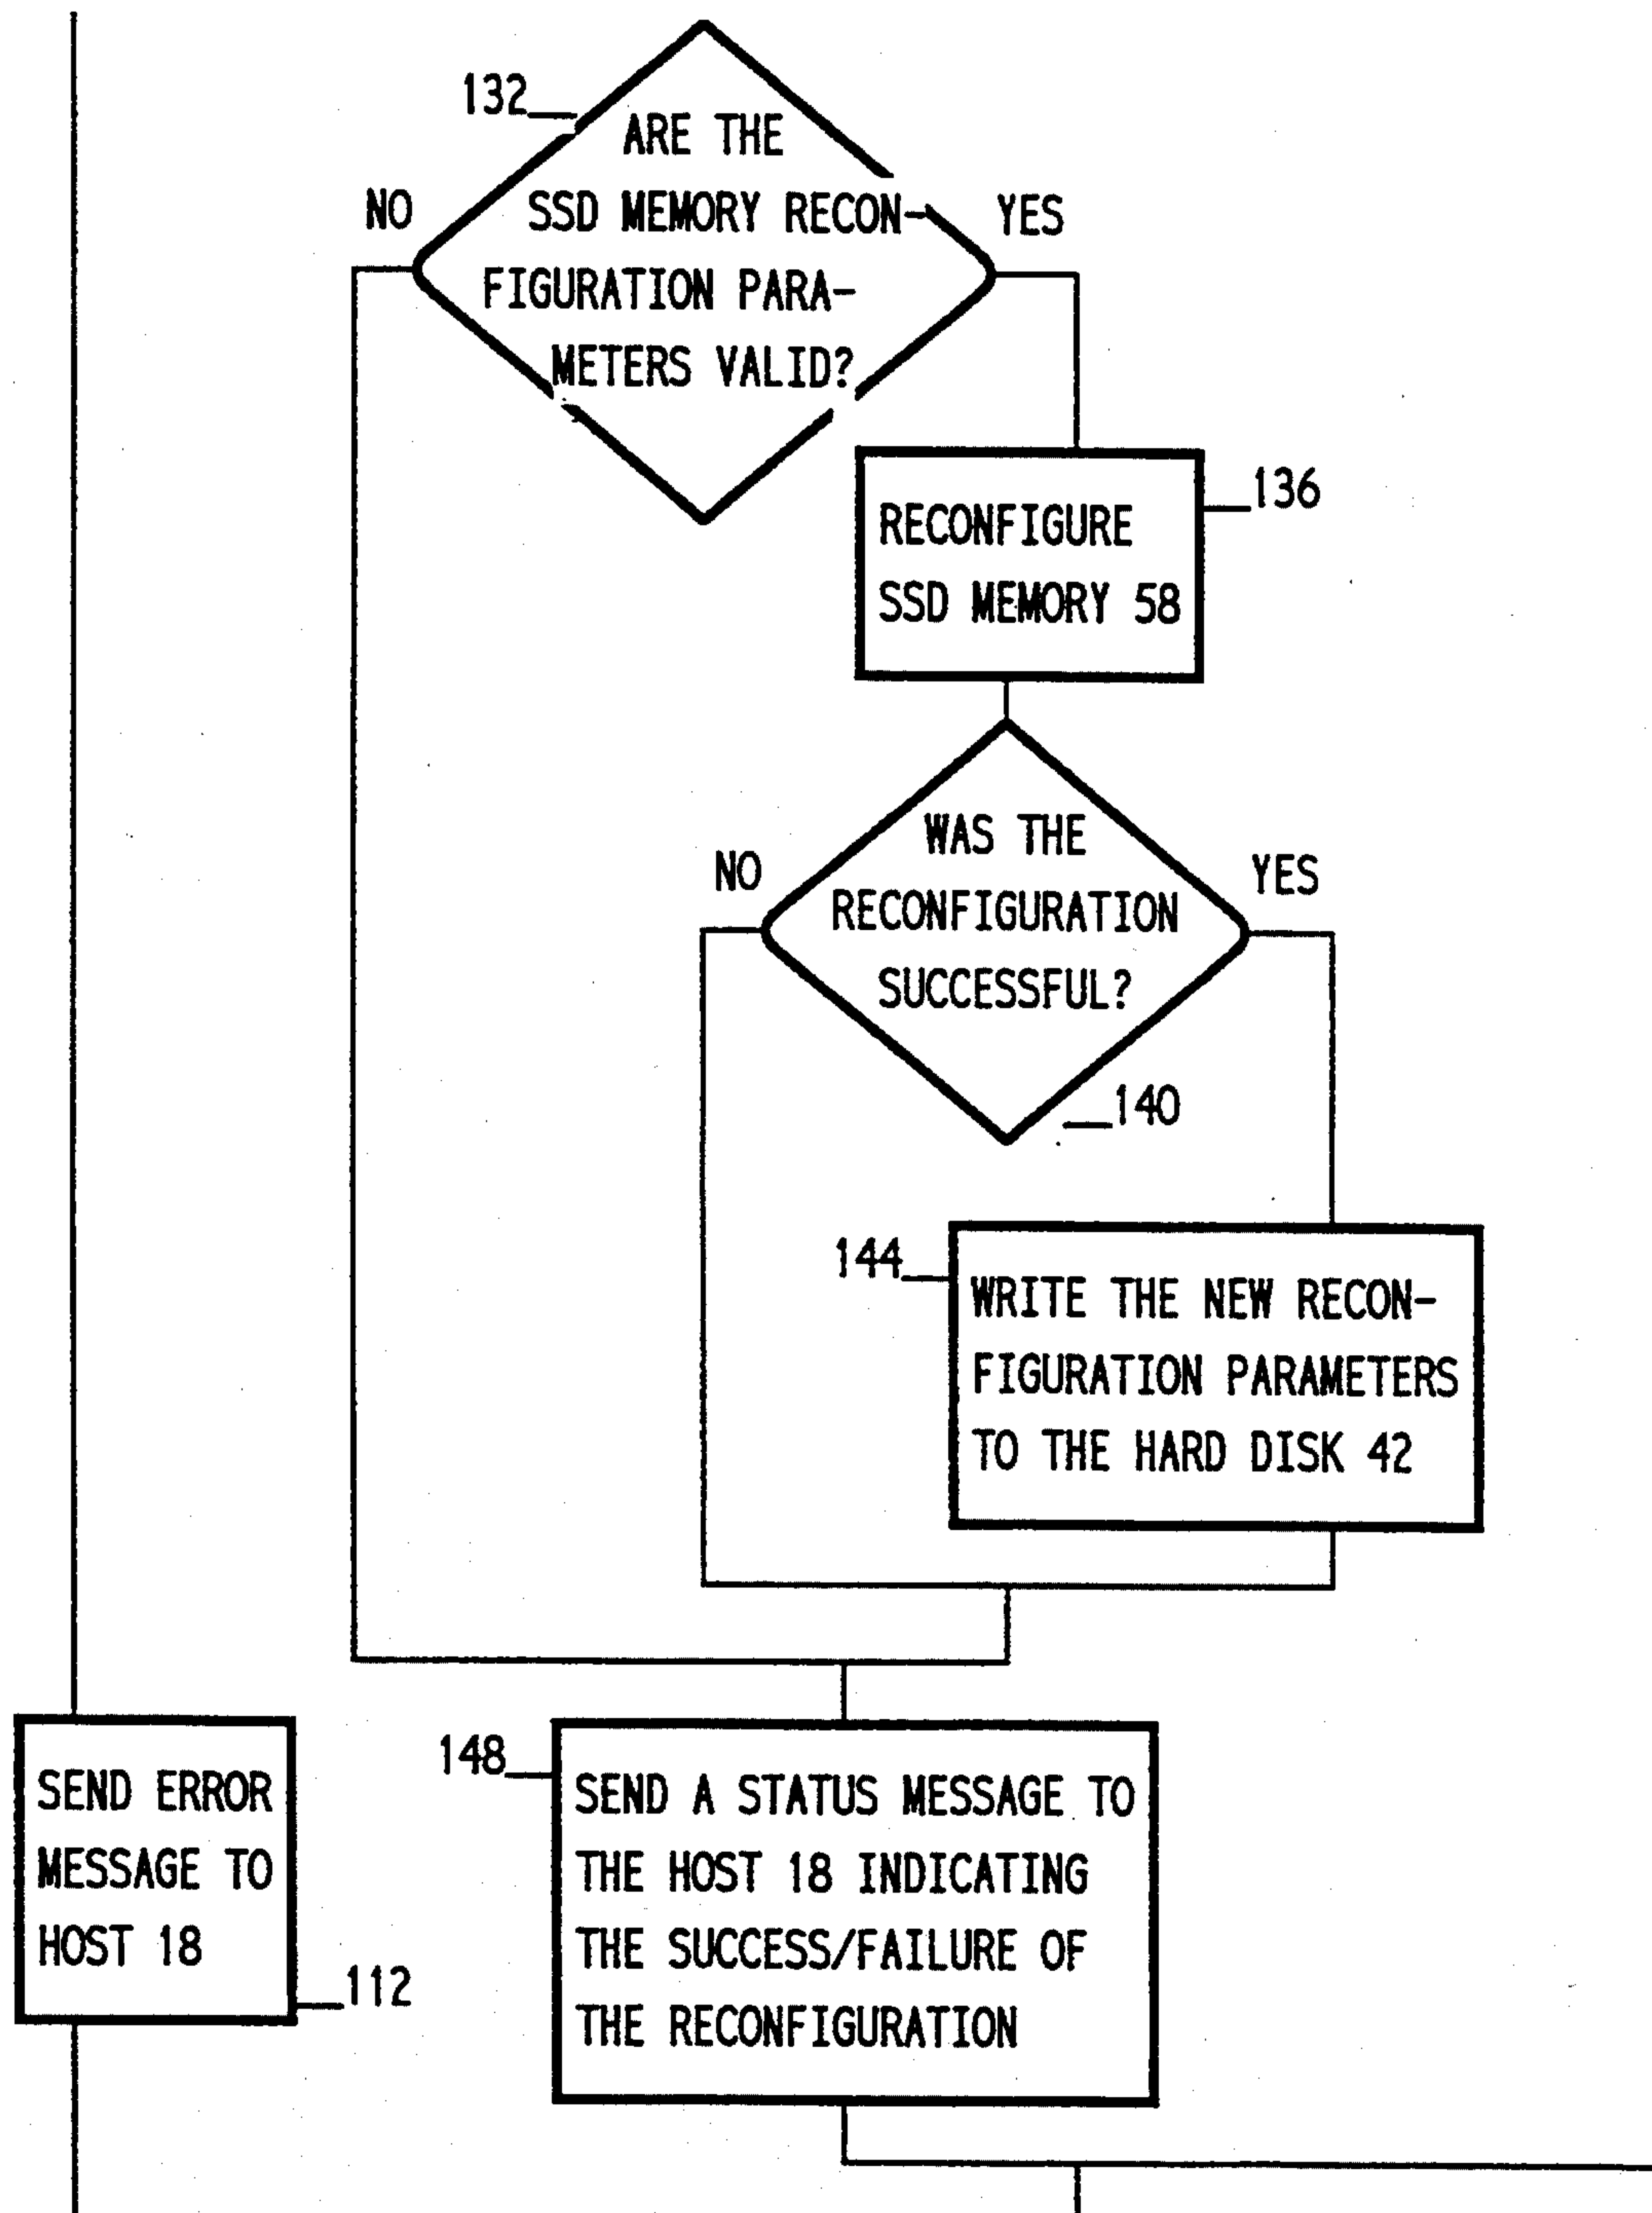 132
ARE THE
SSD MEMORY RECON-
FIGURATION PARA-
METERS VALID?
NO
YES
136
RECONFIGURE
SSD MEMORY 58
WAS THE
RECONFIGURATION
SUCCESSFUL?
NO
YES
140
144
WRITE THE NEW RECON-
FIGURATION PARAMETERS
TO THE HARD DISK 42
SEND ERROR
MESSAGE TO
HOST 18
112
148
SEND A STATUS MESSAGE TO
THE HOST 18 INDICATING
THE SUCCESS/FAILURE OF
THE RECONFIGURATION